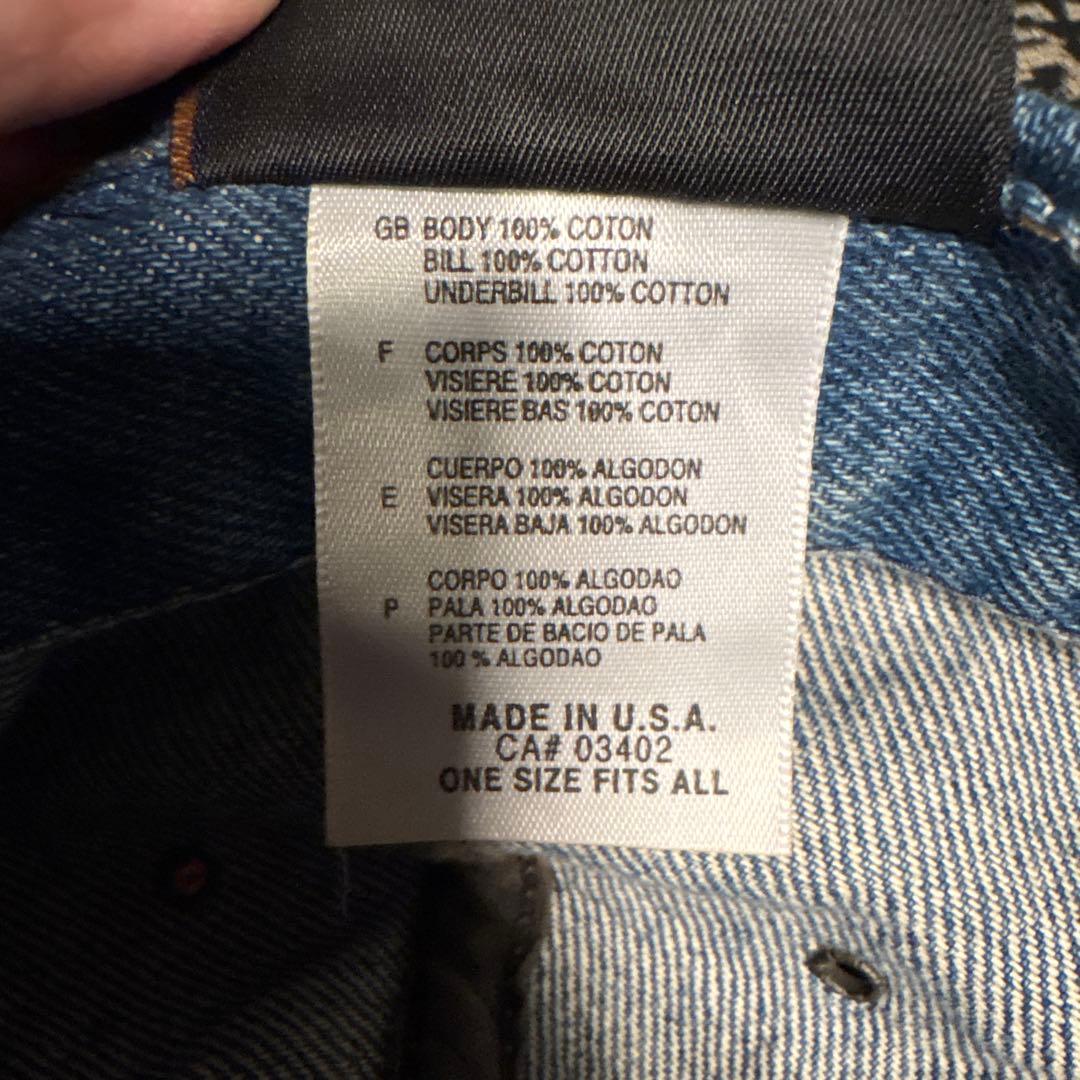 GB BODY 100% COTON
BILL 100% COTTON
UNDERBILL 100% COTTON
F CORPS 100% COTON
VISIERE 100% COTON
VISIERE BAS 100% COTON
CUERPO 100% ALGODON
E VISERA 100% ALGODON
VISERA BAJA 100% ALGODON
CORPO 100% ALGODAO
P PALA 100% ALGODAO
PARTE DE BACIO DE PALA
100 % ALGODAO
MADE IN U.S.A.
CA# 03402
ONE SIZE FITS ALL